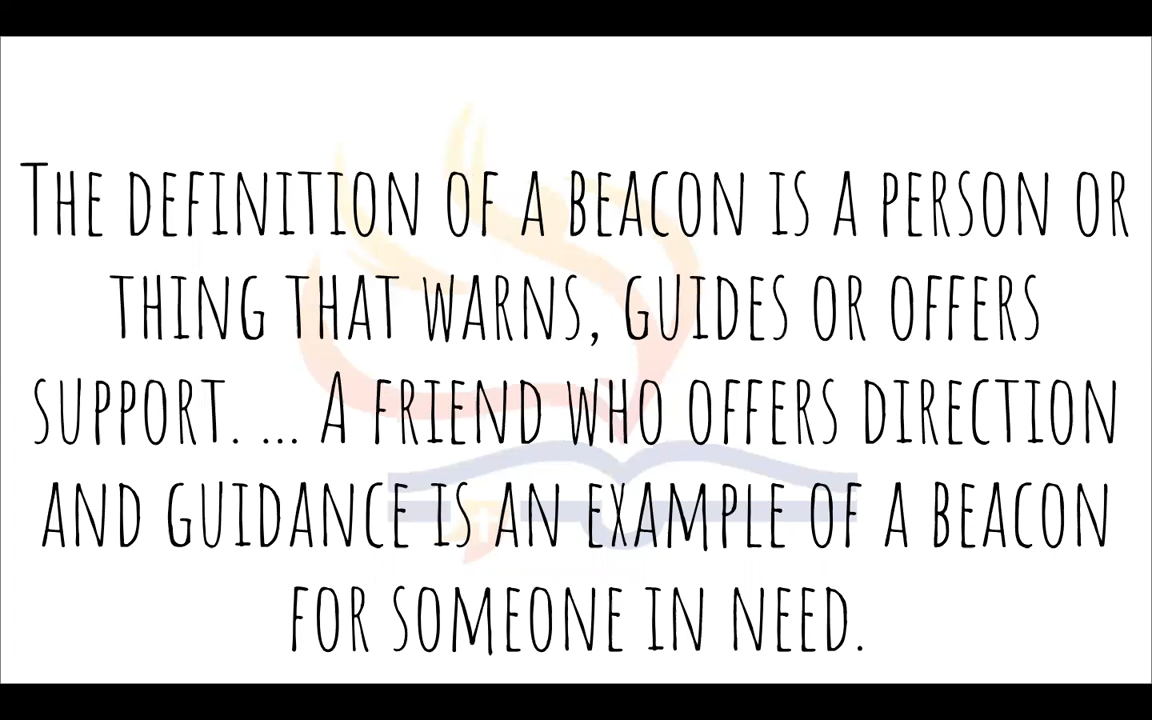 The definition of a beacon is a person or
thing that warns, guides or offers
support. ... A friend who offers direction
and guidance is an example of a beacon
for someone in need.